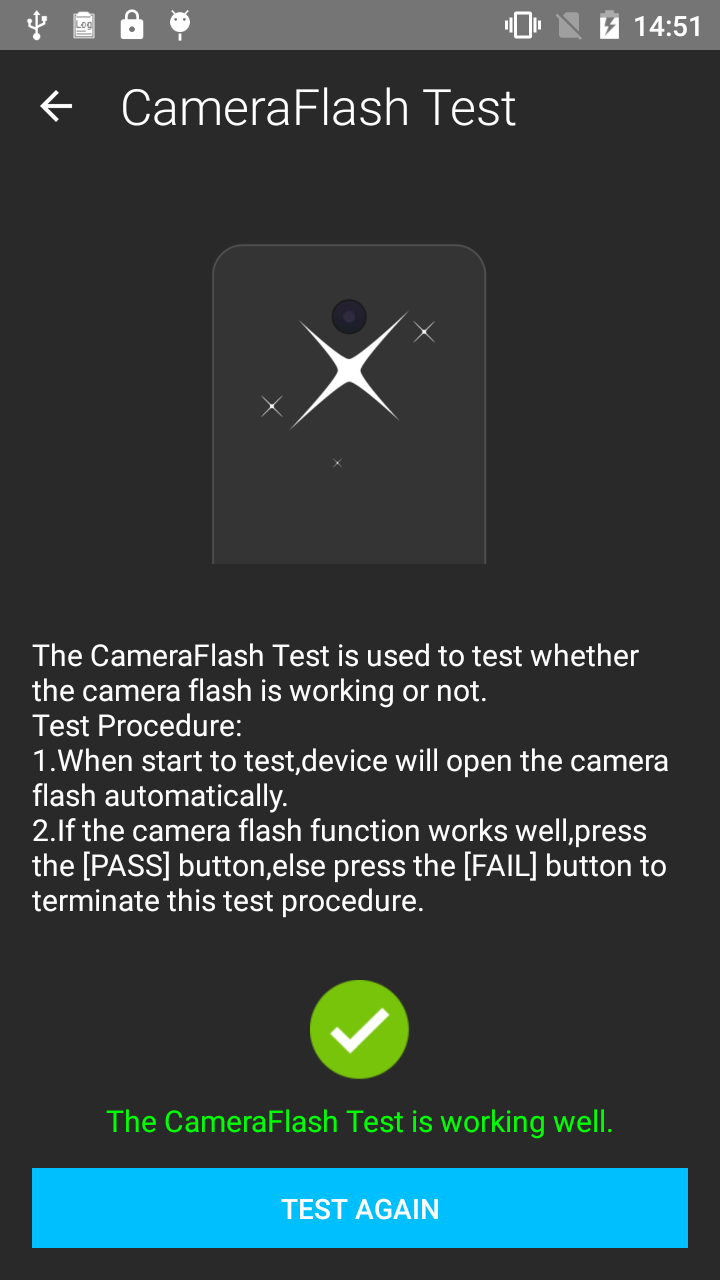 Log
14:51
CameraFlash Test
The CameraFlash Test is used to test whether
the camera flash is working or not.
Test Procedure:
1.When start to test,device will open the camera
flash automatically.
2.If the camera flash function works well,press
the [PASS] button,else press the [FAIL] button to
terminate this test procedure.
The CameraFlash Test is working well.
TEST AGAIN